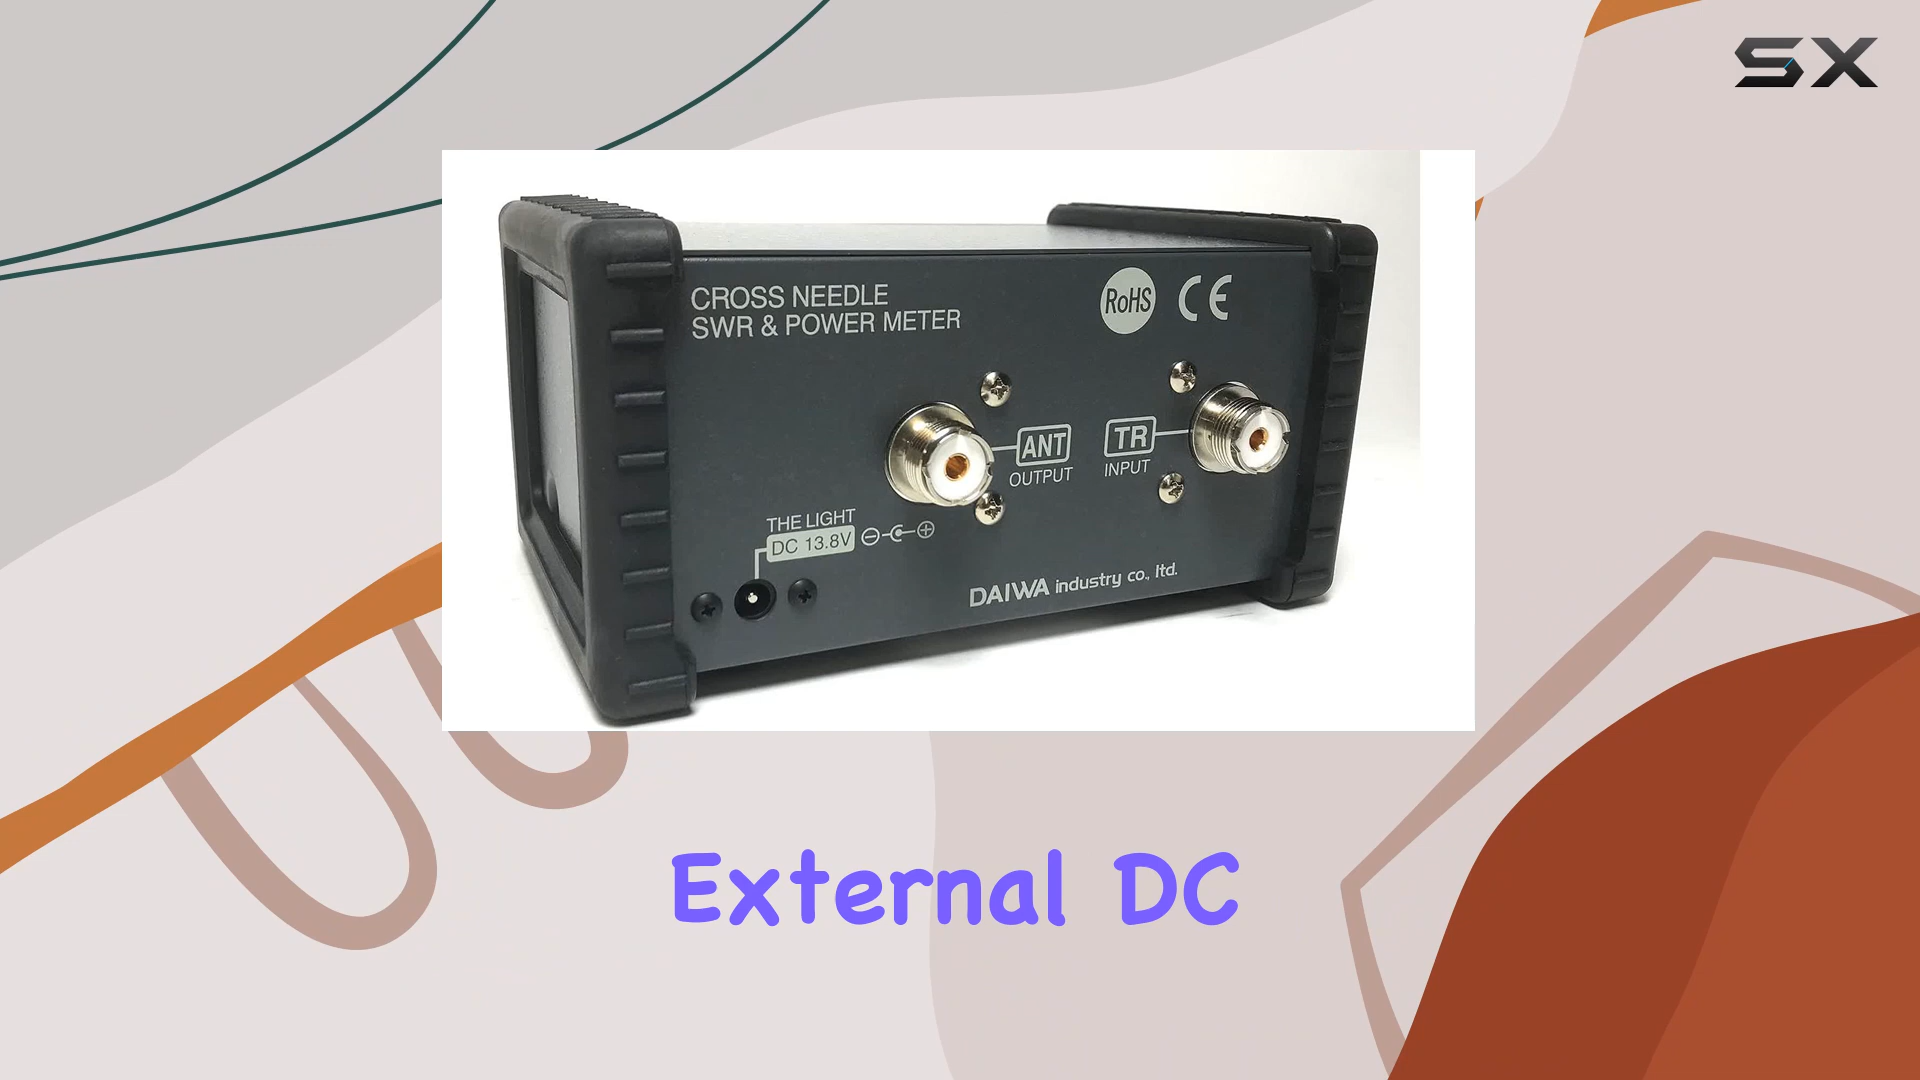 SX
CROSS NEEDLE
SWR & POWER METER
RoHS CE
ANT
OUTPUT
TR
INPUT
THE LIGHT
DC 13.8V
DAIWA industry co., ltd.
External DC